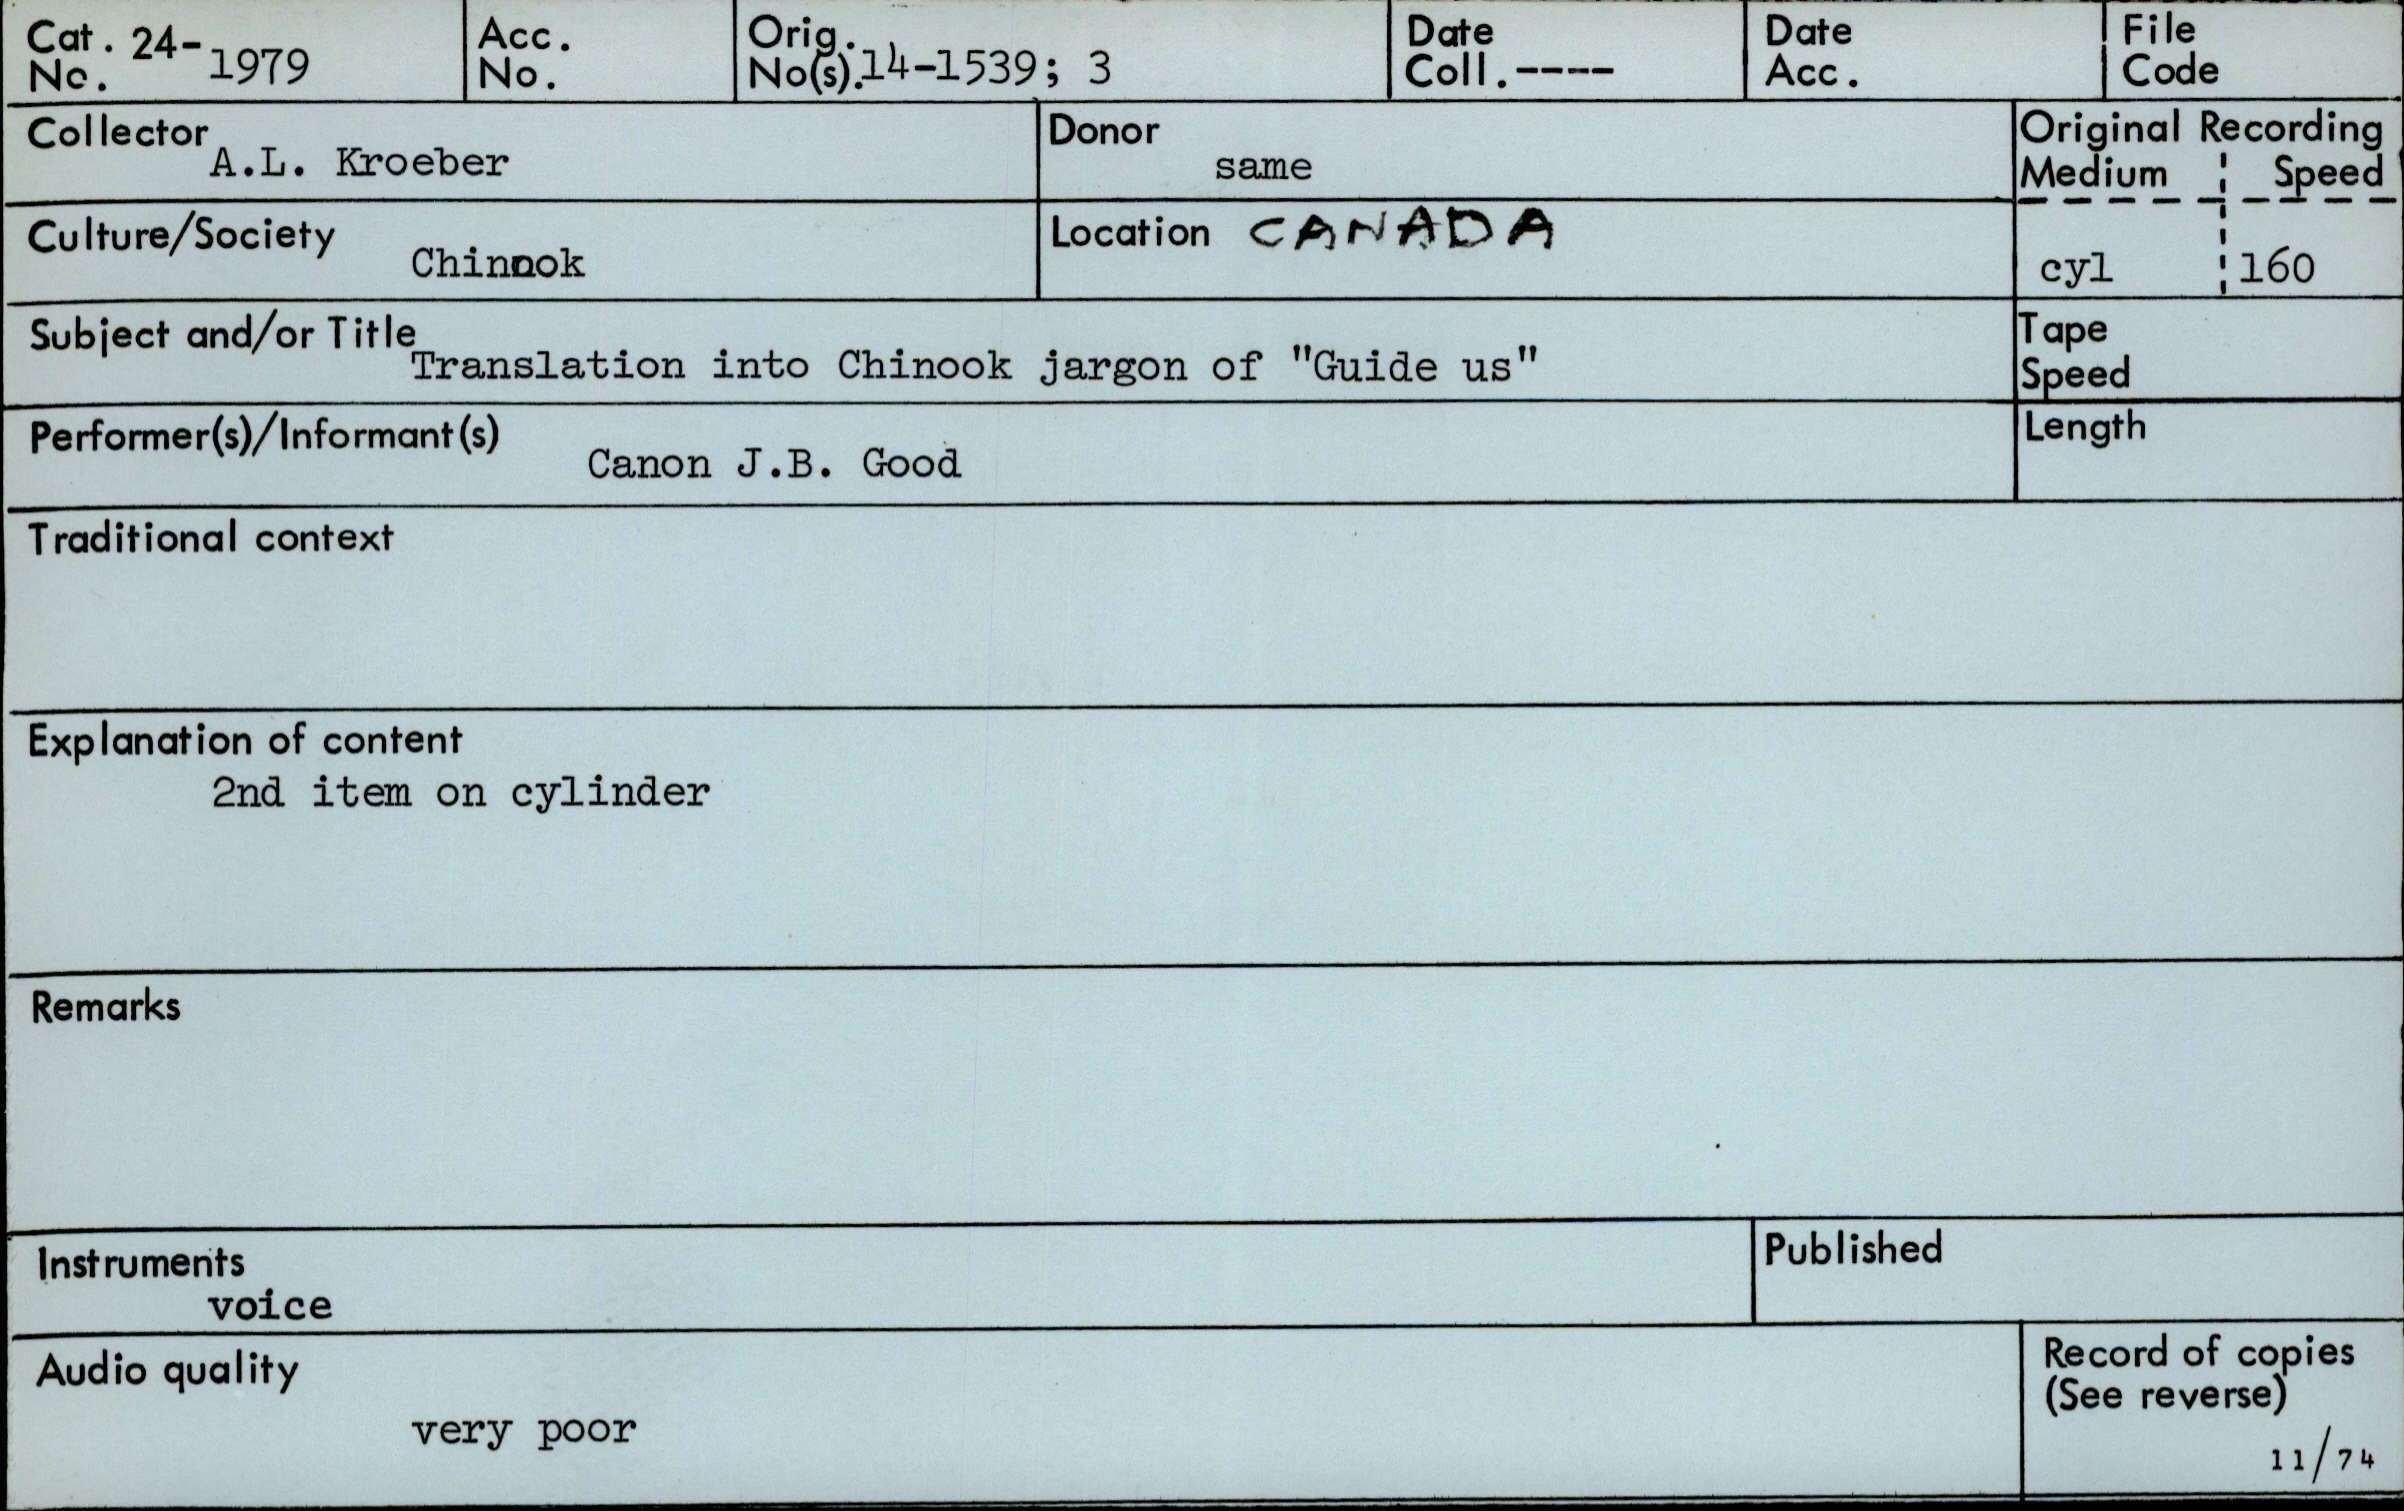 Cat. No. 24-1979
Acc. No.
Orig. No(s). 14-1539; 3
Date Coll. ----
Date Acc.
File Code
Collector A.L. Kroeber
Donor same
Original Recording
Medium Speed
cyl 160
Culture/Society Chinook
Location CANADA
Subject and/or Title Translation into Chinook jargon of "Guide us"
Tape Speed
Performer(s)/Informant(s) Canon J.B. Good
Length
Traditional context
Explanation of content
2nd item on cylinder
Remarks
Instruments
voice
Published
Audio quality
very poor
Record of copies
(See reverse)
11/74